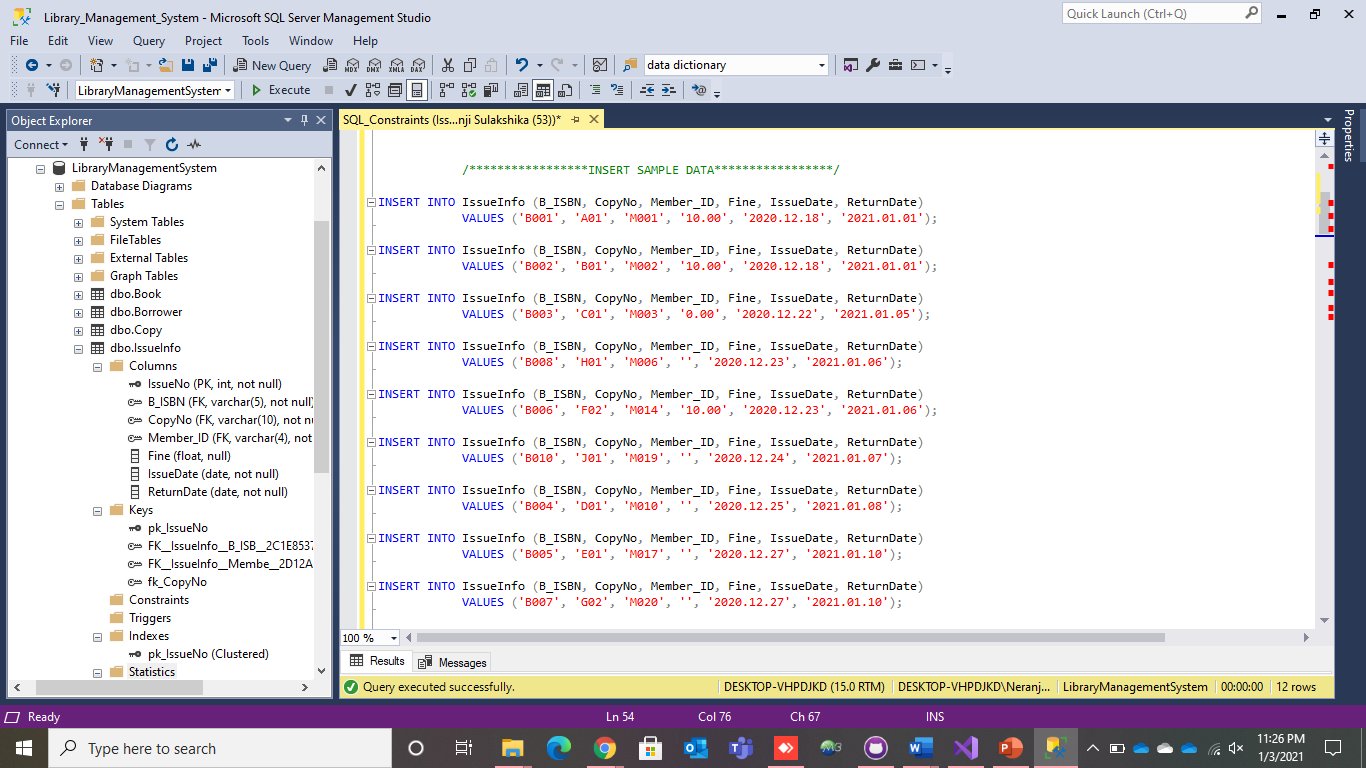 Library_Management_System - Microsoft SQL Server Management Studio
Quick Launch (Ctrl+Q)
File Edit View Query Project Tools Window Help
New Query MDX DMX XMLA DAX data dictionary
LibraryManagementSystem Execute
Object Explorer
Connect
LibraryManagementSystem
Database Diagrams
Tables
System Tables
FileTables
External Tables
Graph Tables
dbo.Book
dbo.Borrower
dbo.Copy
dbo.IssueInfo
Columns
IssueNo (PK, int, not null)
B_ISBN (FK, varchar(5), not null)
CopyNo (FK, varchar(10), not nu
Member_ID (FK, varchar(4), not
Fine (float, null)
IssueDate (date, not null)
ReturnDate (date, not null)
Keys
pk_IssueNo
FK__IssueInfo__B_ISB__2C1E8537
FK__IssueInfo__Membe__2D12A
fk_CopyNo
Constraints
Triggers
Indexes
pk_IssueNo (Clustered)
Statistics
SQL_Constraints (Iss...nji Sulakshika (53))*
Properties
/*****************INSERT SAMPLE DATA*****************/
INSERT INTO IssueInfo (B_ISBN, CopyNo, Member_ID, Fine, IssueDate, ReturnDate)
VALUES ('B001', 'A01', 'M001', '10.00', '2020.12.18', '2021.01.01');
INSERT INTO IssueInfo (B_ISBN, CopyNo, Member_ID, Fine, IssueDate, ReturnDate)
VALUES ('B002', 'B01', 'M002', '10.00', '2020.12.18', '2021.01.01');
INSERT INTO IssueInfo (B_ISBN, CopyNo, Member_ID, Fine, IssueDate, ReturnDate)
VALUES ('B003', 'C01', 'M003', '0.00', '2020.12.22', '2021.01.05');
INSERT INTO IssueInfo (B_ISBN, CopyNo, Member_ID, Fine, IssueDate, ReturnDate)
VALUES ('B008', 'H01', 'M006', '', '2020.12.23', '2021.01.06');
INSERT INTO IssueInfo (B_ISBN, CopyNo, Member_ID, Fine, IssueDate, ReturnDate)
VALUES ('B006', 'F02', 'M014', '10.00', '2020.12.23', '2021.01.06');
INSERT INTO IssueInfo (B_ISBN, CopyNo, Member_ID, Fine, IssueDate, ReturnDate)
VALUES ('B010', 'J01', 'M019', '', '2020.12.24', '2021.01.07');
INSERT INTO IssueInfo (B_ISBN, CopyNo, Member_ID, Fine, IssueDate, ReturnDate)
VALUES ('B004', 'D01', 'M010', '', '2020.12.25', '2021.01.08');
INSERT INTO IssueInfo (B_ISBN, CopyNo, Member_ID, Fine, IssueDate, ReturnDate)
VALUES ('B005', 'E01', 'M017', '', '2020.12.27', '2021.01.10');
INSERT INTO IssueInfo (B_ISBN, CopyNo, Member_ID, Fine, IssueDate, ReturnDate)
VALUES ('B007', 'G02', 'M020', '', '2020.12.27', '2021.01.10');
100 %
Results Messages
Query executed successfully. DESKTOP-VHPDJKD (15.0 RTM) DESKTOP-VHPDJKD\Neranj... LibraryManagementSystem 00:00:00 12 rows
Ready Ln 54 Col 76 Ch 67 INS
Type here to search
11:26 PM
1/3/2021